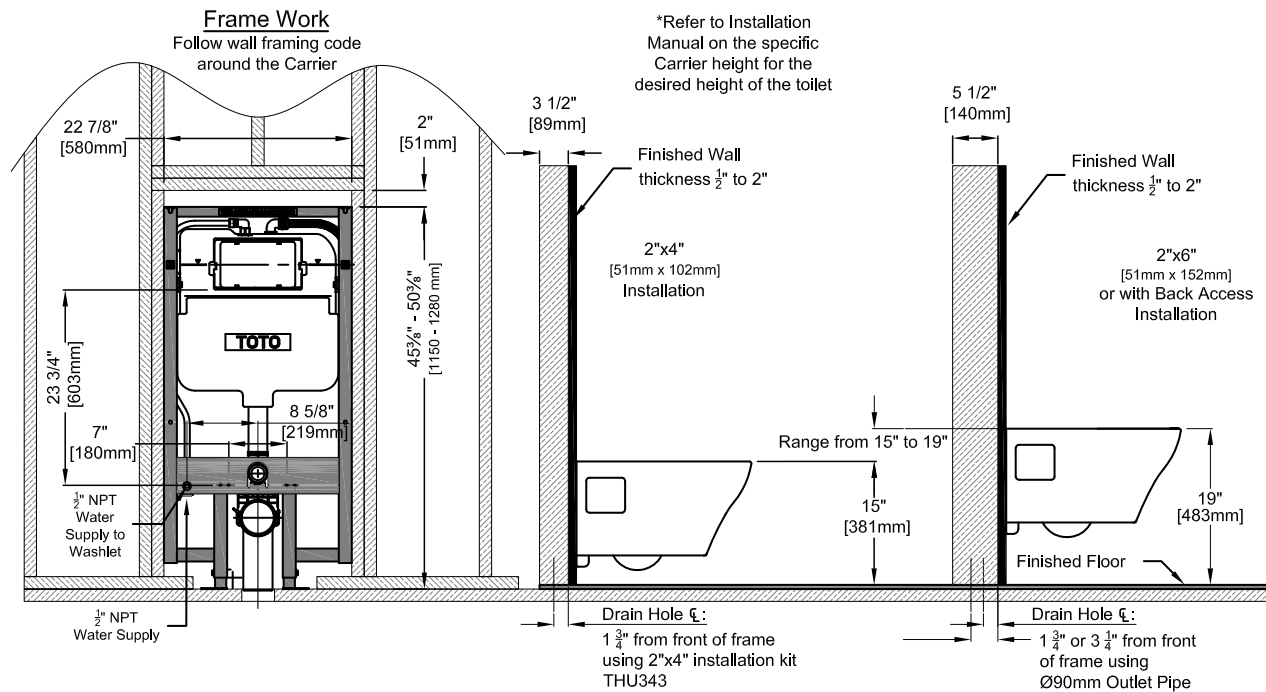 Frame Work
Follow wall framing code
around the Carrier
*Refer to Installation
Manual on the specific
Carrier height for the
desired height of the toilet
22 7/8"
[580mm]
2"
[51mm]
3 1/2"
[89mm]
5 1/2"
[140mm]
Finished Wall
thickness ½" to 2"
Finished Wall
thickness ½" to 2"
2"x4"
[51mm x 102mm]
Installation
2"x6"
[51mm x 152mm]
or with Back Access
Installation
45⅜" - 50⅜"
[1150 - 1280 mm]
TOTO
23 3/4"
[603mm]
8 5/8"
[219mm]
7"
[180mm]
Range from 15" to 19"
15"
[381mm]
19"
[483mm]
½" NPT
Water
Supply to
Washlet
½" NPT
Water Supply
Finished Floor
Drain Hole ℄:
1 ¾" from front of frame
using 2"x4" installation kit
THU343
Drain Hole ℄:
1 ¾" or 3 ¼" from front
of frame using
Ø90mm Outlet Pipe